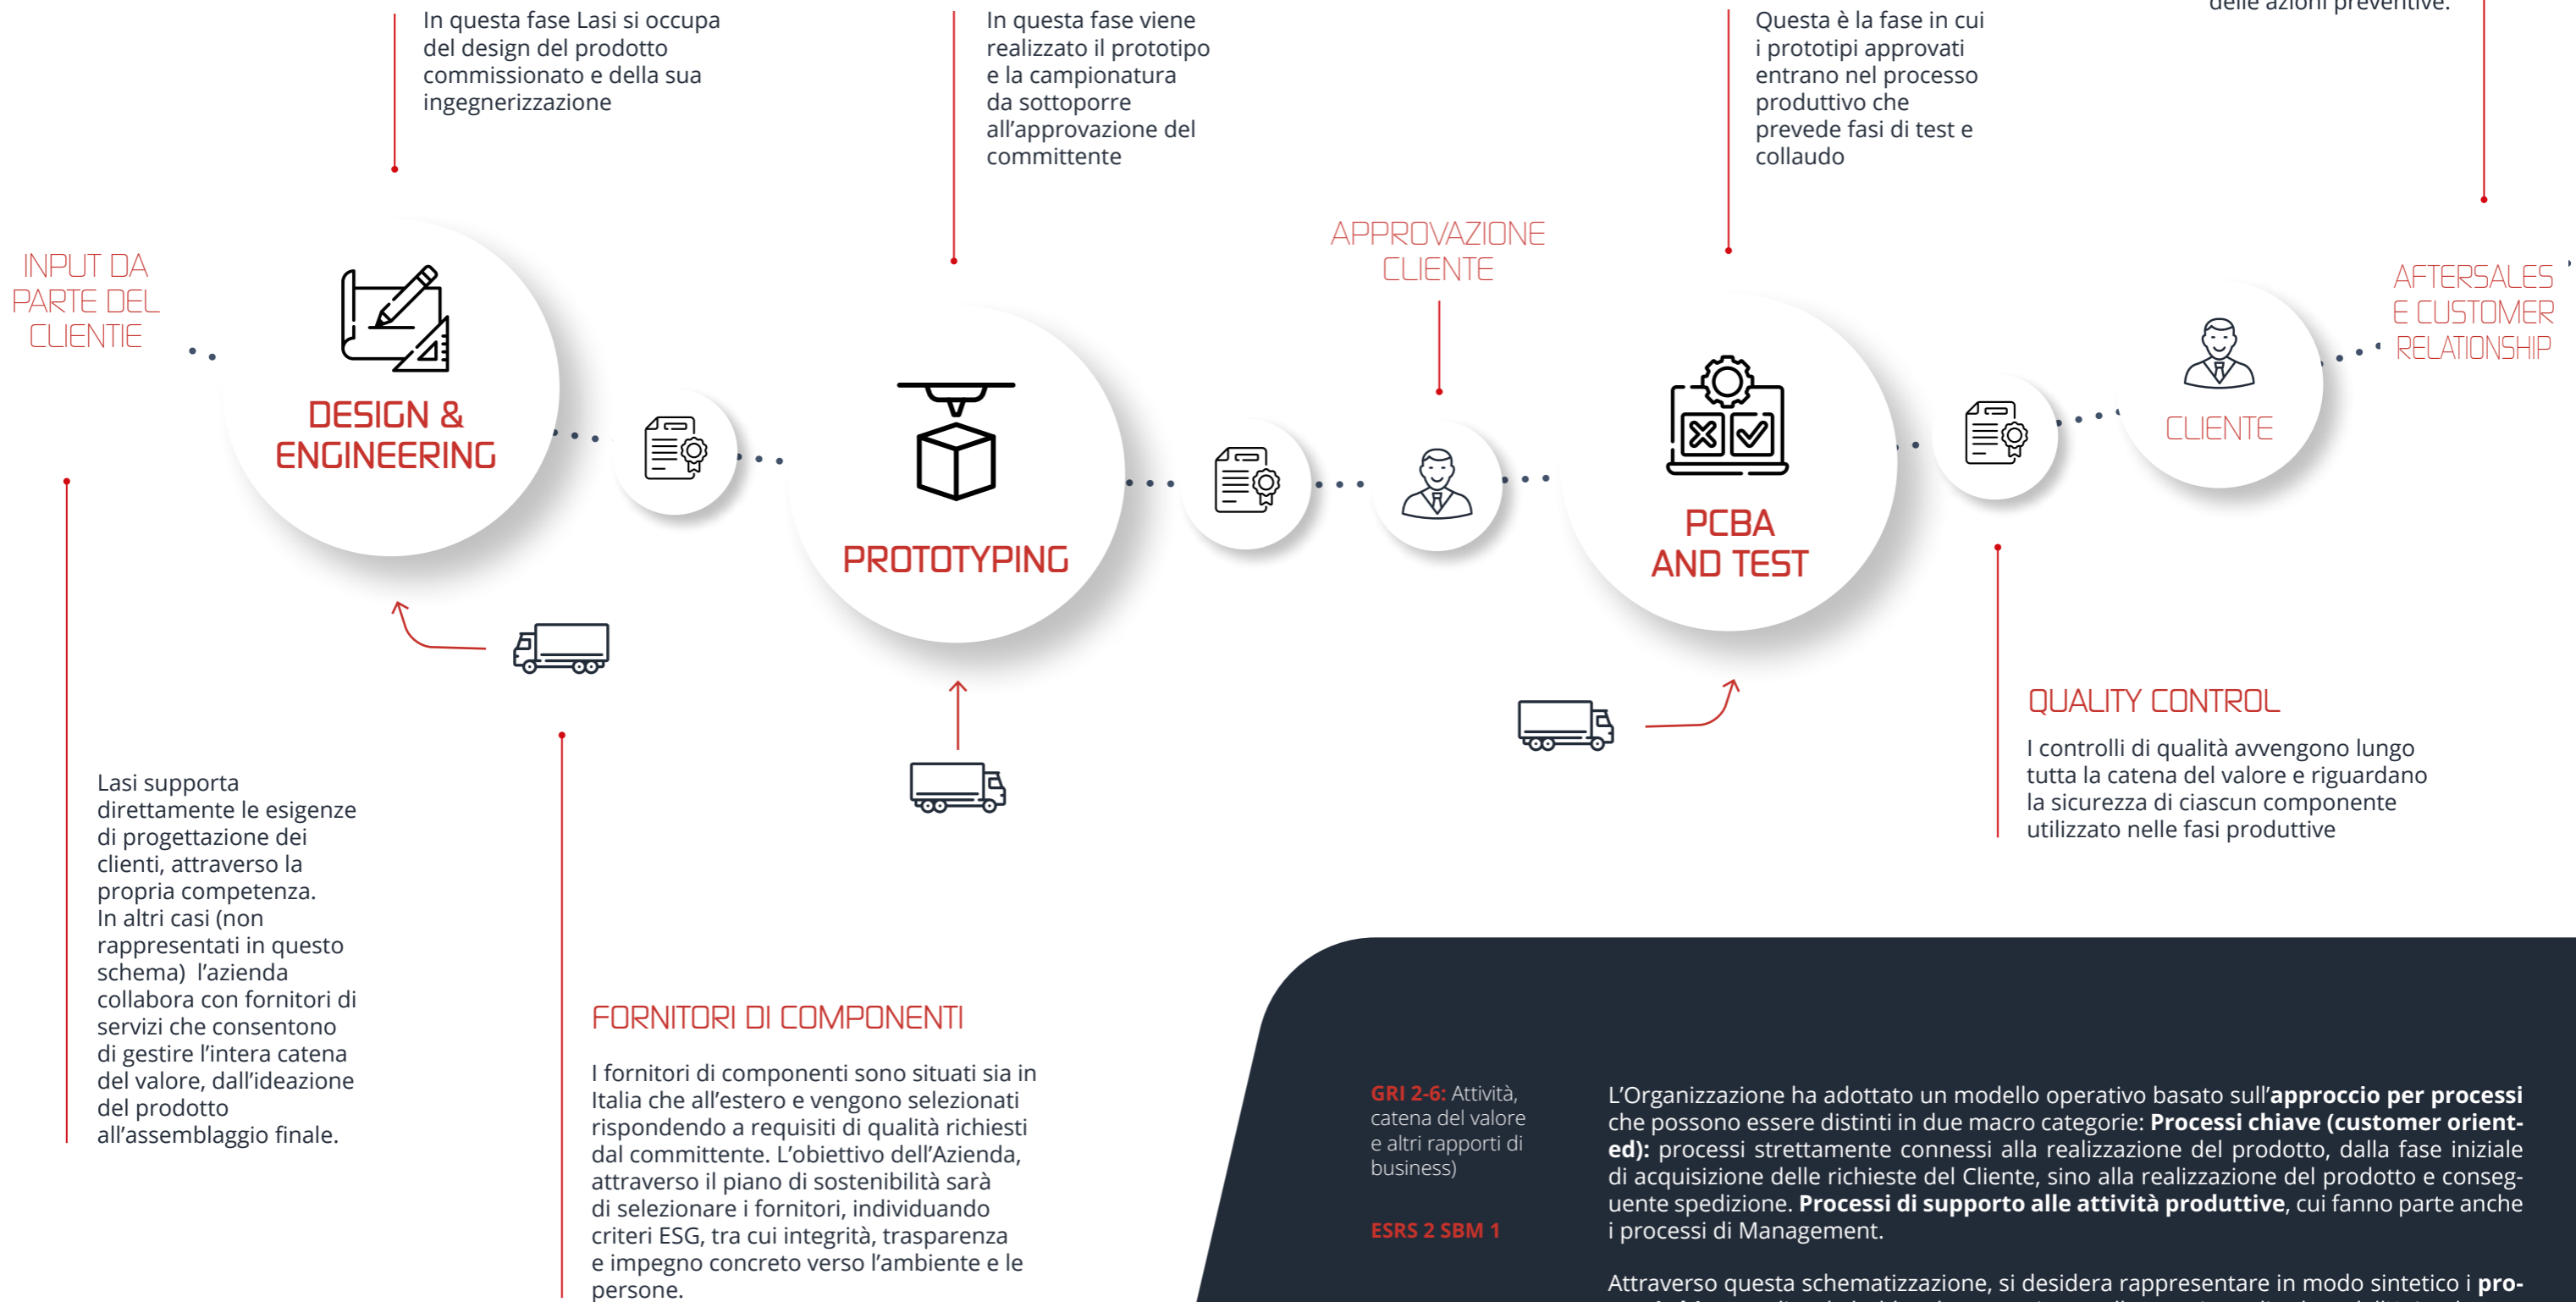 In questa fase Lasi si occupa
del design del prodotto
commissionato e della sua
ingegnerizzazione
In questa fase viene
realizzato il prototipo
e la campionatura
da sottoporre
all’approvazione del
committente
Questa è la fase in cui
i prototipi approvati
entrano nel processo
produttivo che
prevede fasi di test e
collaudo
delle azioni preventive.
INPUT DA
PARTE DEL
CLIENTIE
DESIGN &
ENGINEERING
PROTOTYPING
APPROVAZIONE
CLIENTE
PCBA
AND TEST
CLIENTE
AFTERSALES
E CUSTOMER
RELATIONSHIP
Lasi supporta
direttamente le esigenze
di progettazione dei
clienti, attraverso la
propria competenza.
In altri casi (non
rappresentati in questo
schema)  l’azienda
collabora con fornitori di
servizi che consentono
di gestire l’intera catena
del valore, dall’ideazione
del prodotto
all’assemblaggio finale.
FORNITORI DI COMPONENTI
I fornitori di componenti sono situati sia in
Italia che all’estero e vengono selezionati
rispondendo a requisiti di qualità richiesti
dal committente. L’obiettivo dell’Azienda,
attraverso il piano di sostenibilità sarà
di selezionare i fornitori, individuando
criteri ESG, tra cui integrità, trasparenza
e impegno concreto verso l’ambiente e le
persone.
QUALITY CONTROL
I controlli di qualità avvengono lungo
tutta la catena del valore e riguardano
la sicurezza di ciascun componente
utilizzato nelle fasi produttive
GRI 2-6: Attività,
catena del valore
e altri rapporti di
business)
ESRS 2 SBM 1
L’Organizzazione ha adottato un modello operativo basato sull’approccio per processi
che possono essere distinti in due macro categorie: Processi chiave (customer orient-
ed): processi strettamente connessi alla realizzazione del prodotto, dalla fase iniziale
di acquisizione delle richieste del Cliente, sino alla realizzazione del prodotto e conseg-
uente spedizione. Processi di supporto alle attività produttive, cui fanno parte anche
i processi di Management.
Attraverso questa schematizzazione, si desidera rappresentare in modo sintetico i pro-